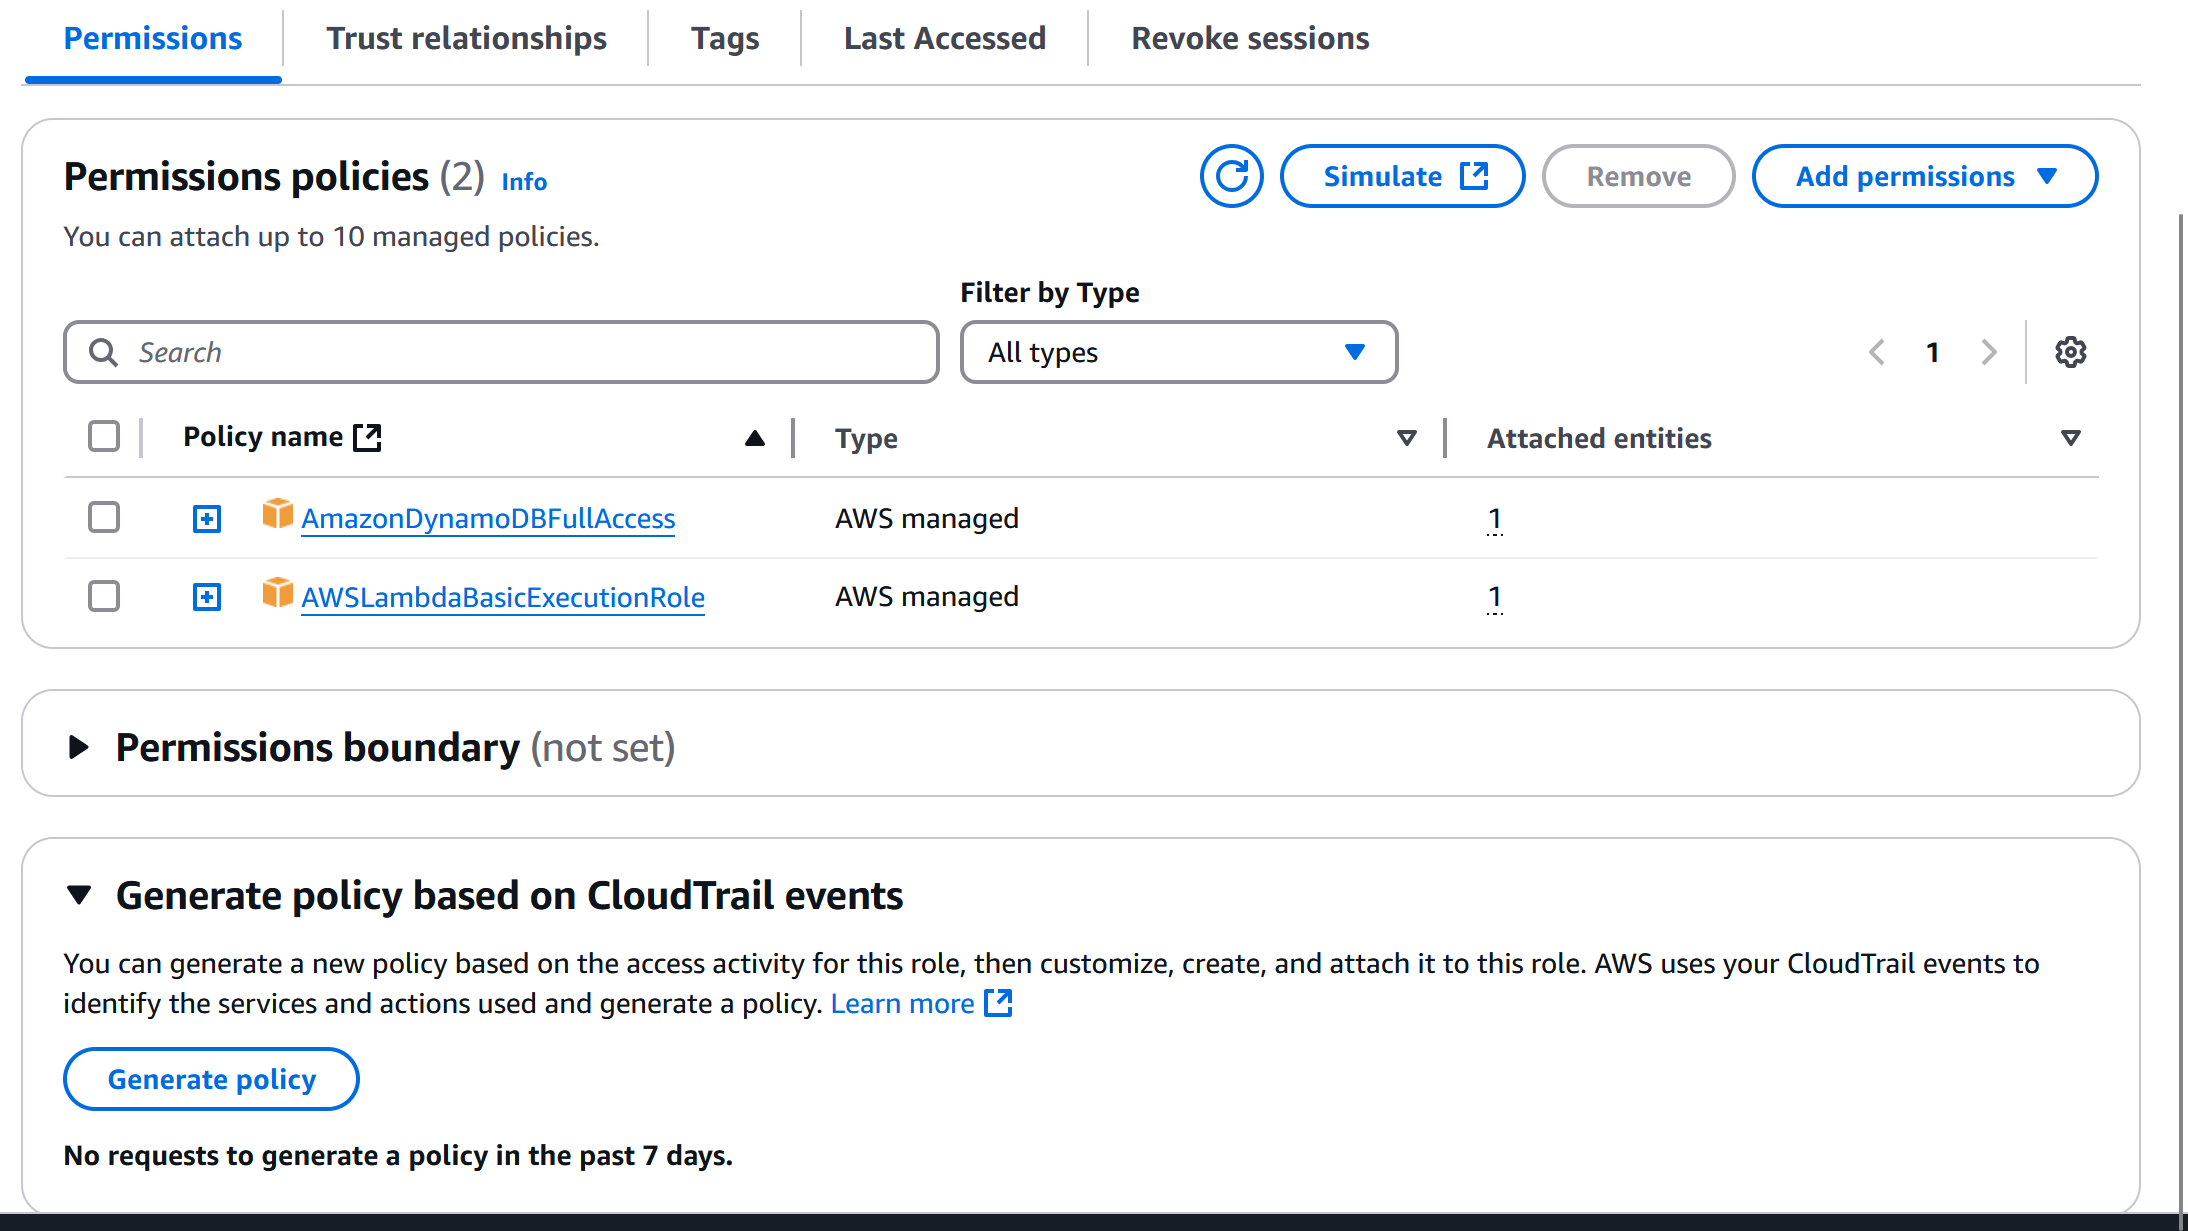 Permissions
Trust relationships
Tags
Last Accessed
Revoke sessions
Permissions policies (2) Info
Simulate
Remove
Add permissions
You can attach up to 10 managed policies.
Filter by Type
Search
All types
1
Policy name
Type
Attached entities
AmazonDynamoDBFullAccess
AWS managed
1
AWSLambdaBasicExecutionRole
AWS managed
1
Permissions boundary (not set)
Generate policy based on CloudTrail events
You can generate a new policy based on the access activity for this role, then customize, create, and attach it to this role. AWS uses your CloudTrail events to
identify the services and actions used and generate a policy. Learn more
Generate policy
No requests to generate a policy in the past 7 days.